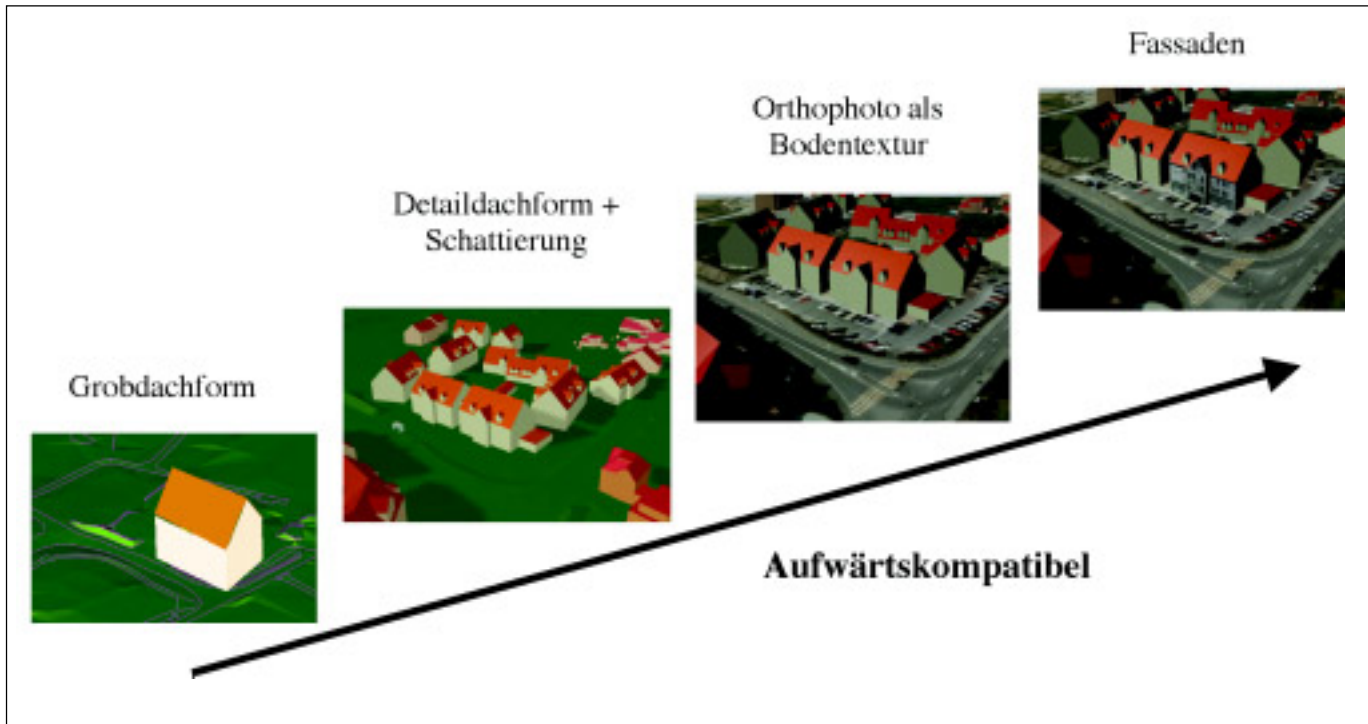 Fassaden
Orthophoto als
Bodentextur
Detaildachform +
Schattierung
Grobdachform
Aufwärtskompatibel